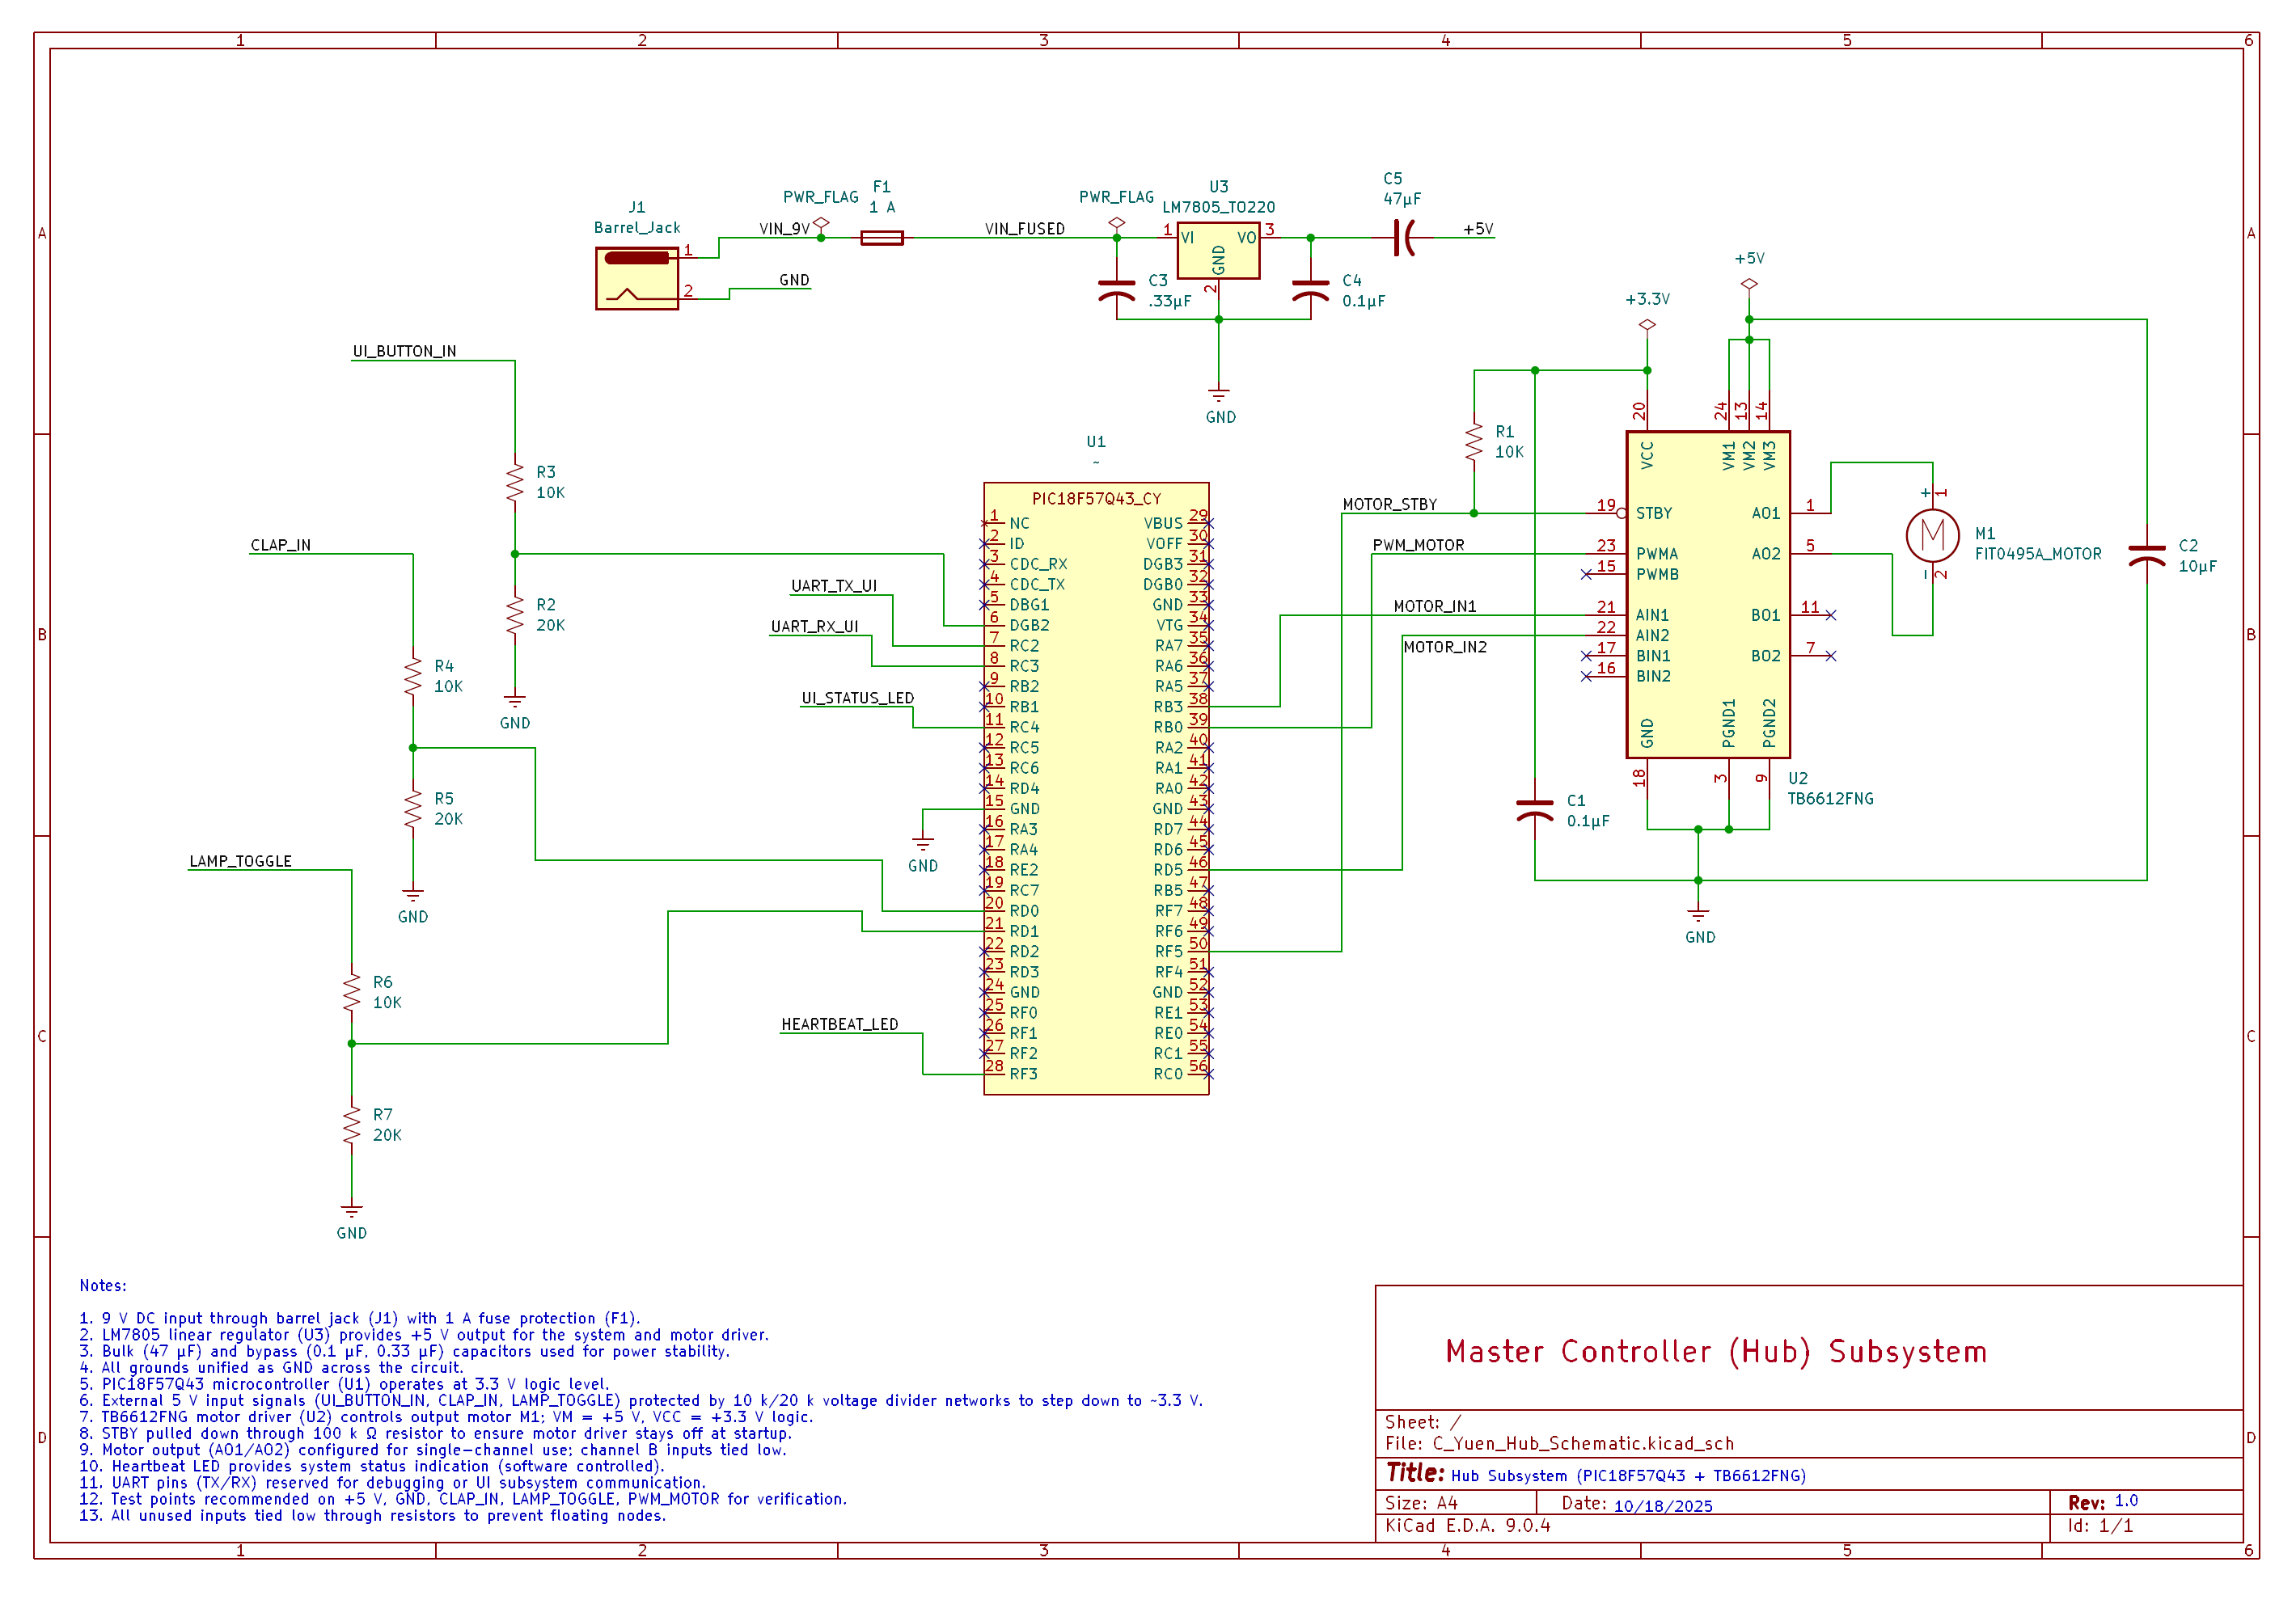 1 2 3 4 5 6
A
B
C
D
A
B
C
D
J1
Barrel_Jack
1
2
VIN_9V
GND
PWR_FLAG
F1
1 A
VIN_FUSED
PWR_FLAG
U3
LM7805_TO220
1 VI
VO 3
GND
2
C3
.33µF
C4
0.1µF
C5
47µF
+5V
GND
UI_BUTTON_IN
R3
10K
R2
20K
GND
CLAP_IN
R4
10K
R5
20K
GND
LAMP_TOGGLE
R6
10K
R7
20K
GND
UART_TX_UI
UART_RX_UI
UI_STATUS_LED
GND
HEARTBEAT_LED
U1
~
PIC18F57Q43_CY
1 NC
2 ID
3 CDC_RX
4 CDC_TX
5 DBG1
6 DGB2
7 RC2
8 RC3
9 RB2
10 RB1
11 RC4
12 RC5
13 RC6
14 RD4
15 GND
16 RA3
17 RA4
18 RE2
19 RC7
20 RD0
21 RD1
22 RD2
23 RD3
24 GND
25 RF0
26 RF1
27 RF2
28 RF3
VBUS 29
VOFF 30
DGB3 31
DGB0 32
GND 33
VTG 34
RA7 35
RA6 36
RA5 37
RB3 38
RB0 39
RA2 40
RA1 41
RA0 42
GND 43
RD7 44
RD6 45
RD5 46
RB5 47
RF7 48
RF6 49
RF5 50
RF4 51
GND 52
RE1 53
RE0 54
RC1 55
RC0 56
+3.3V
+5V
R1
10K
MOTOR_STBY
PWM_MOTOR
MOTOR_IN1
MOTOR_IN2
20 VCC
24 VM1
13 VM2
14 VM3
19 STBY
23 PWMA
15 PWMB
21 AIN1
22 AIN2
17 BIN1
16 BIN2
AO1 1
AO2 5
BO1 11
BO2 7
GND 18
PGND1 3
PGND2 9
U2
TB6612FNG
+ 1
M
- 2
M1
FIT0495A_MOTOR
C2
10µF
C1
0.1µF
GND
Notes:
1. 9 V DC input through barrel jack (J1) with 1 A fuse protection (F1).
2. LM7805 linear regulator (U3) provides +5 V output for the system and motor driver.
3. Bulk (47 µF) and bypass (0.1 µF, 0.33 µF) capacitors used for power stability.
4. All grounds unified as GND across the circuit.
5. PIC18F57Q43 microcontroller (U1) operates at 3.3 V logic level.
6. External 5 V input signals (UI_BUTTON_IN, CLAP_IN, LAMP_TOGGLE) protected by 10 k/20 k voltage divider networks to step down to ~3.3 V.
7. TB6612FNG motor driver (U2) controls output motor M1; VM = +5 V, VCC = +3.3 V logic.
8. STBY pulled down through 100 k Ω resistor to ensure motor driver stays off at startup.
9. Motor output (AO1/AO2) configured for single-channel use; channel B inputs tied low.
10. Heartbeat LED provides system status indication (software controlled).
11. UART pins (TX/RX) reserved for debugging or UI subsystem communication.
12. Test points recommended on +5 V, GND, CLAP_IN, LAMP_TOGGLE, PWM_MOTOR for verification.
13. All unused inputs tied low through resistors to prevent floating nodes.
Master Controller (Hub) Subsystem
Sheet: /
File: C_Yuen_Hub_Schematic.kicad_sch
Title: Hub Subsystem (PIC18F57Q43 + TB6612FNG)
Size: A4 Date: 10/18/2025 Rev: 1.0
KiCad E.D.A. 9.0.4 Id: 1/1
1 2 3 4 5 6